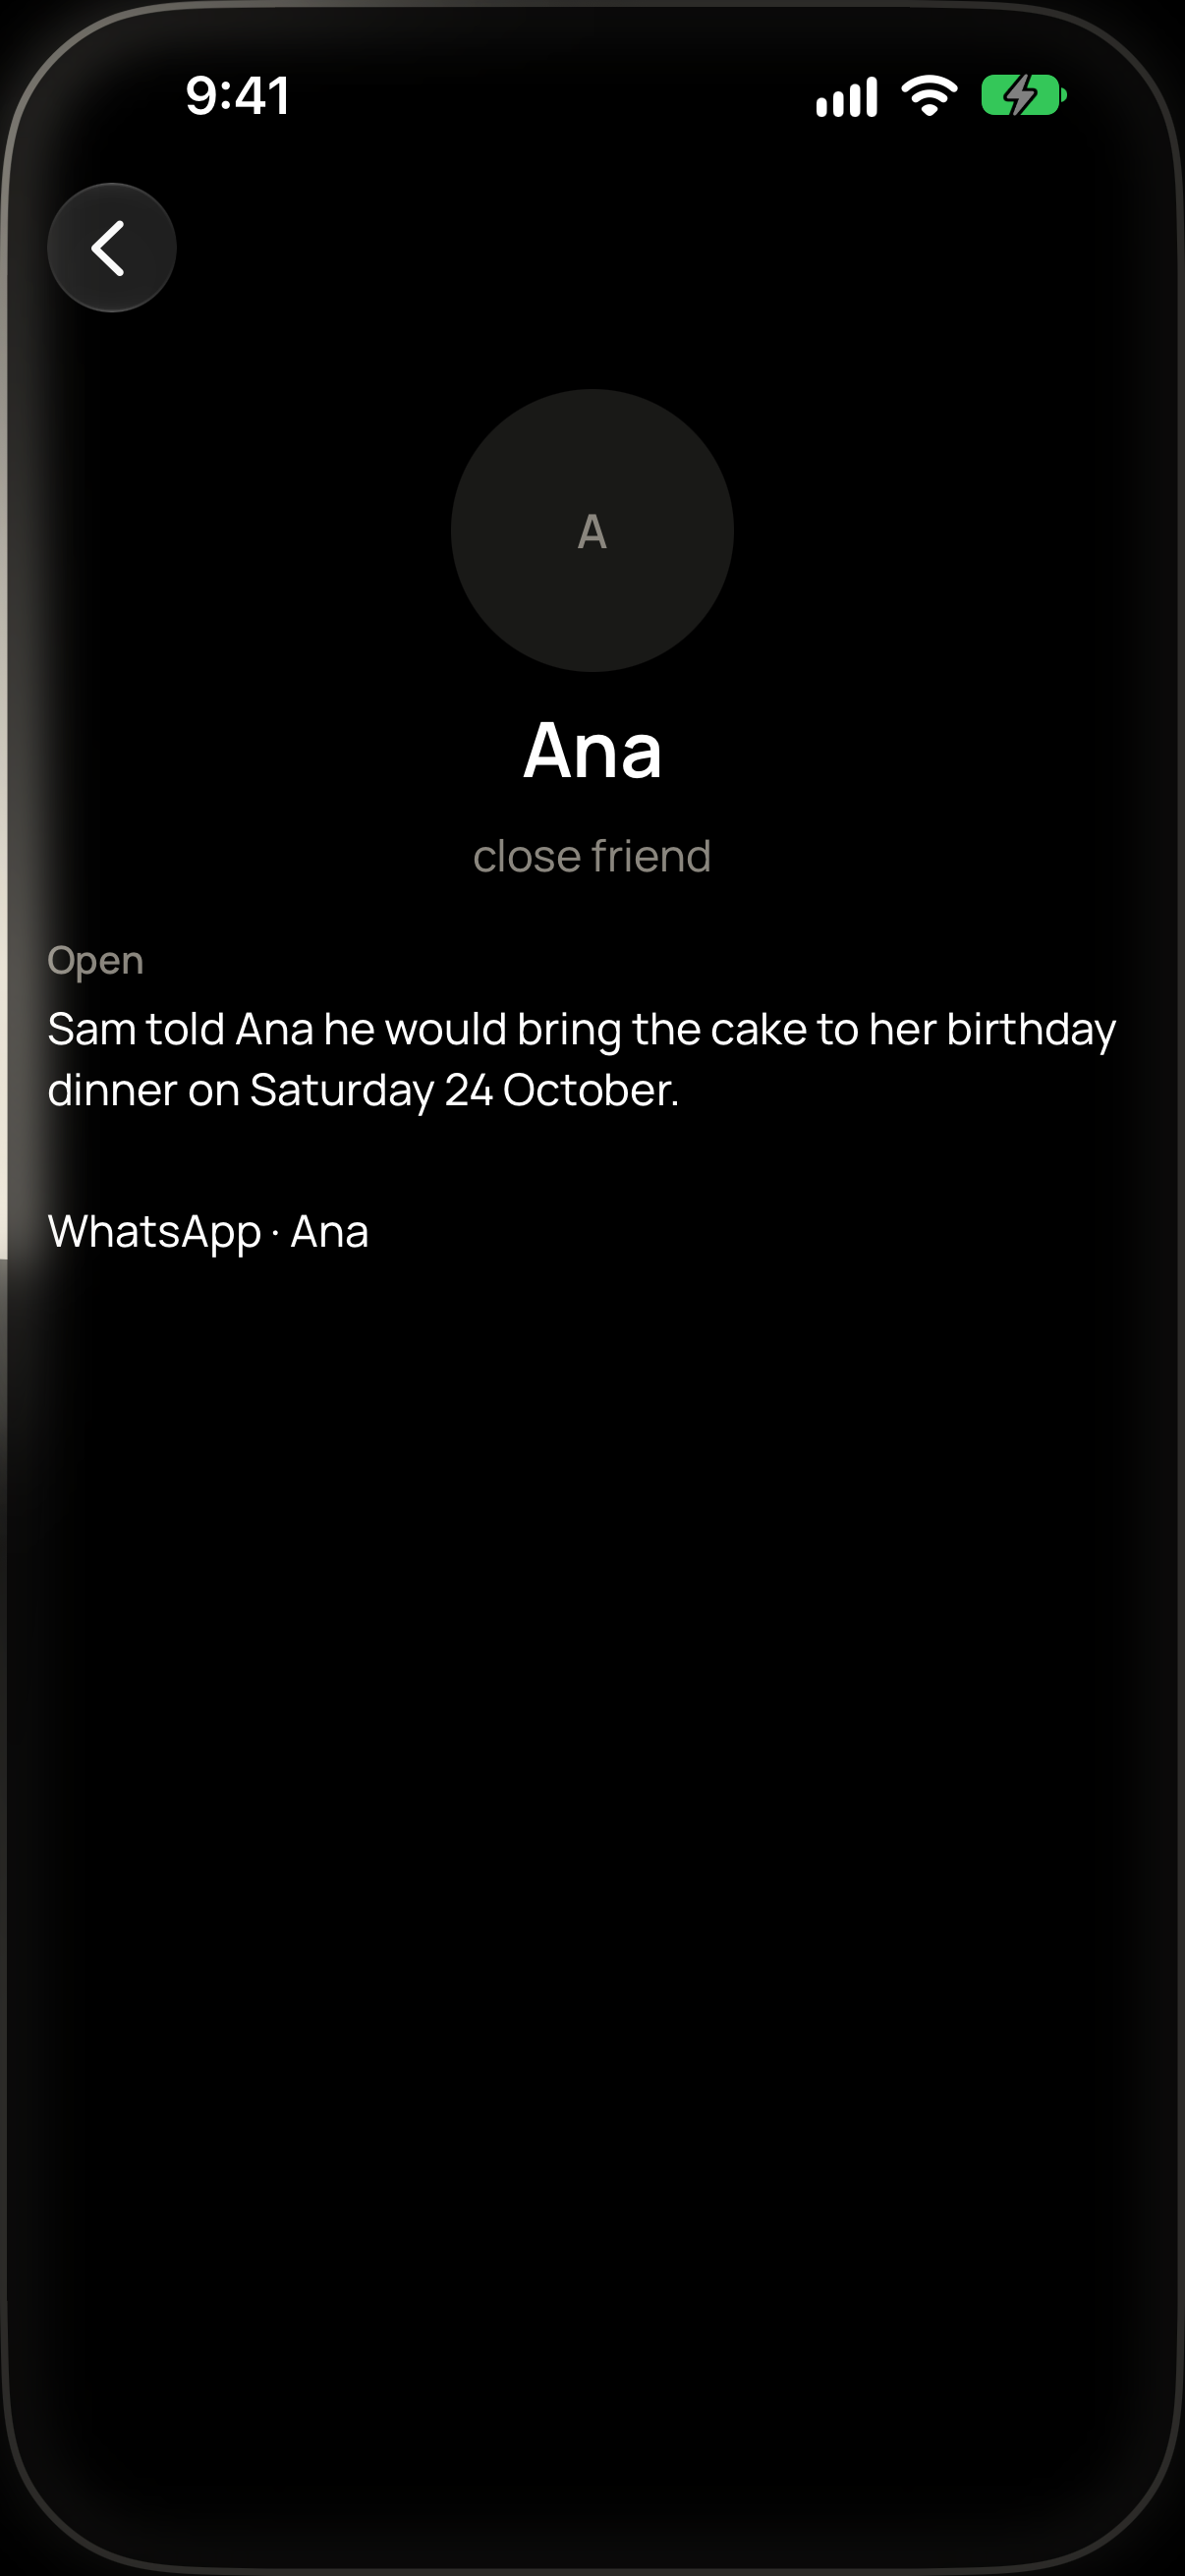 9:41
A
Ana
close friend
Open
Sam told Ana he would bring the cake to her birthday
dinner on Saturday 24 October.
WhatsApp · Ana